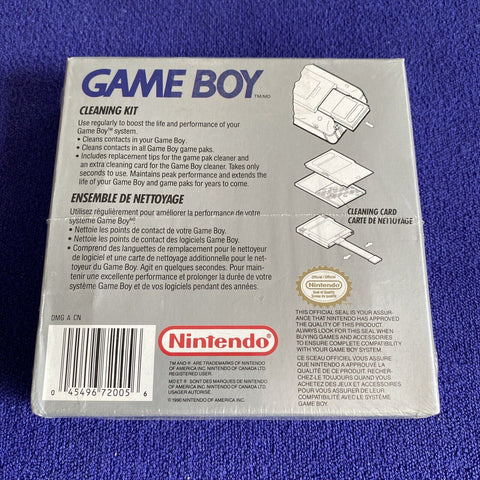 GAME BOY
TM/MD
CLEANING KIT
Use regularly to boost the life and performance of your
Game Boy™ system.
• Cleans contacts in your Game Boy.
• Cleans contacts in all Game Boy game paks.
• Includes replacement tips for the game pak cleaner and
an extra cleaning card for the Game Boy cleaner. Takes only
seconds to use. Maintains peak performance and extends the
life of your Game Boy and game paks for years to come.
ENSEMBLE DE NETTOYAGE
Utilisez régulièrement pour améliorer la performance de votre
système Game Boy
• Nettoie les points de contact de votre Game Boy.
• Nettoie les points de contact des logiciels Game Boy.
• Comprend des languettes de remplacement pour le nettoyeur
de logiciel et une carte de nettoyage additionnelle pour le net-
toyeur du Game Boy. Agit en quelques secondes. Pour main-
tenir une excellente performance et prolonger la durée de votre
système Game Boy et de vos logiciels pendant des années.
CLEANING CARD
CARTE DE NETTOYAGE
Official / Officiel
Nintendo
Seal of Quality
Sceau de Qualité
THIS OFFICIAL SEAL IS YOUR ASSUR-
ANCE THAT NINTENDO HAS APPROVED
THE QUALITY OF THIS PRODUCT.
ALWAYS LOOK FOR THIS SEAL WHEN
BUYING GAMES AND ACCESSORIES
TO ENSURE COMPLETE COMPATIBILITY
WITH YOUR GAME BOY SYSTEM.
CE SCEAU OFFICIEL VOUS ASSURE
QUE NINTENDO A APPROUVÉ LA
QUALITÉ DE CE PRODUIT. RECHER-
CHEZ-LE TOUJOURS QUAND VOUS
ACHETEZ DES JEUX ET ACCESSOIRES
POUR VOUS ASSURER DE LEUR
COMPATIBILITÉ AVEC LE SYSTÈME
GAME BOY.
DMG A CN
0 45496 72005 6
Nintendo
TM AND ® ARE TRADEMARKS OF NINTENDO
OF AMERICA INC. NINTENDO OF CANADA LTD.
REGISTERED USER.
MD ET ® SONT DES MARQUES DE NINTENDO
OF AMERICA INC. NINTENDO OF CANADA LTD.
USAGER AUTORISÉ.
© 1990 NINTENDO OF AMERICA INC.